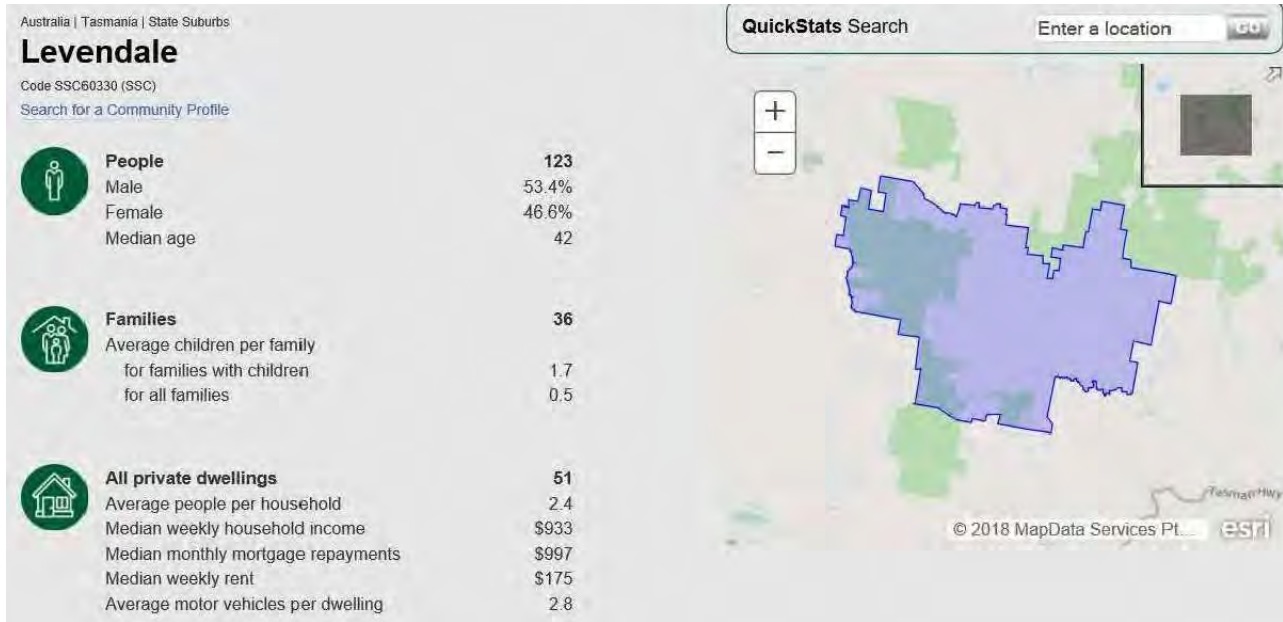 Australia | Tasmania | State Suburbs
Levendale
Code SSC60330 (SSC)
Search for a Community Profile
People 123
Male 53.4%
Female 46.6%
Median age 42
Families 36
Average children per family
for families with children 1.7
for all families 0.5
All private dwellings 51
Average people per household 2.4
Median weekly household income $933
Median monthly mortgage repayments $997
Median weekly rent $175
Average motor vehicles per dwelling 2.8
QuickStats Search Enter a location GO
+
−
Tasman Hwy
© 2018 MapData Services Pt... esri